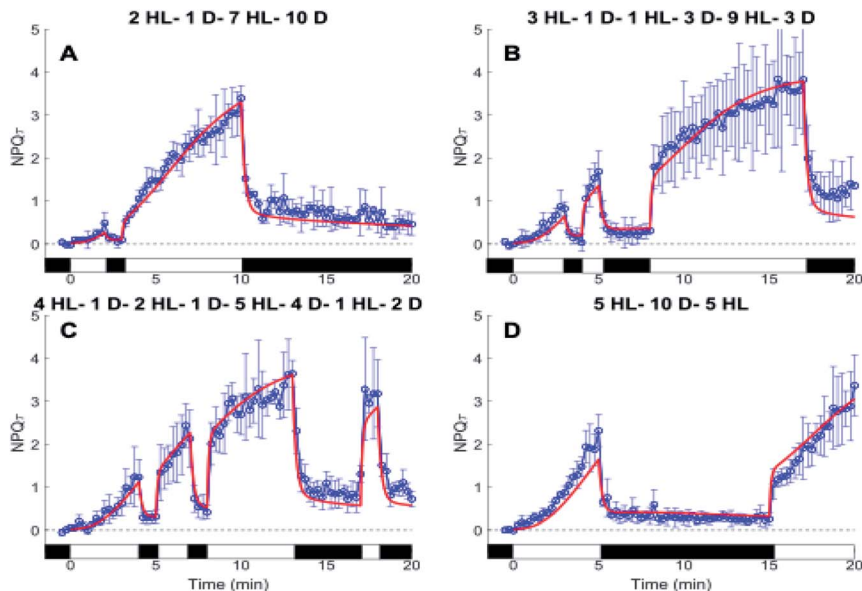 2 HL- 1 D- 7 HL- 10 D
3 HL- 1 D- 1 HL- 3 D- 9 HL- 3 D
A
B
NPQT
5
4
3
2
1
0
0 5 10 15 20
NPQT
5
4
3
2
1
0
0 5 10 15 20
4 HL- 1 D- 2 HL- 1 D- 5 HL- 4 D- 1 HL- 2 D
5 HL- 10 D- 5 HL
C
D
NPQT
5
4
3
2
1
0
0 5 10 15 20
Time (min)
NPQT
5
4
3
2
1
0
0 5 10 15 20
Time (min)